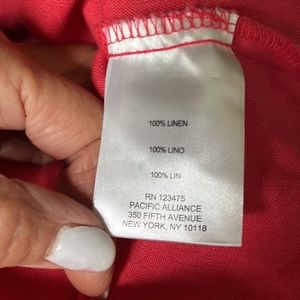 100% LINEN
100% LINO
100% LIN
RN 123475
PACIFIC ALLIANCE
350 FIFTH AVENUE
NEW YORK, NY 10118